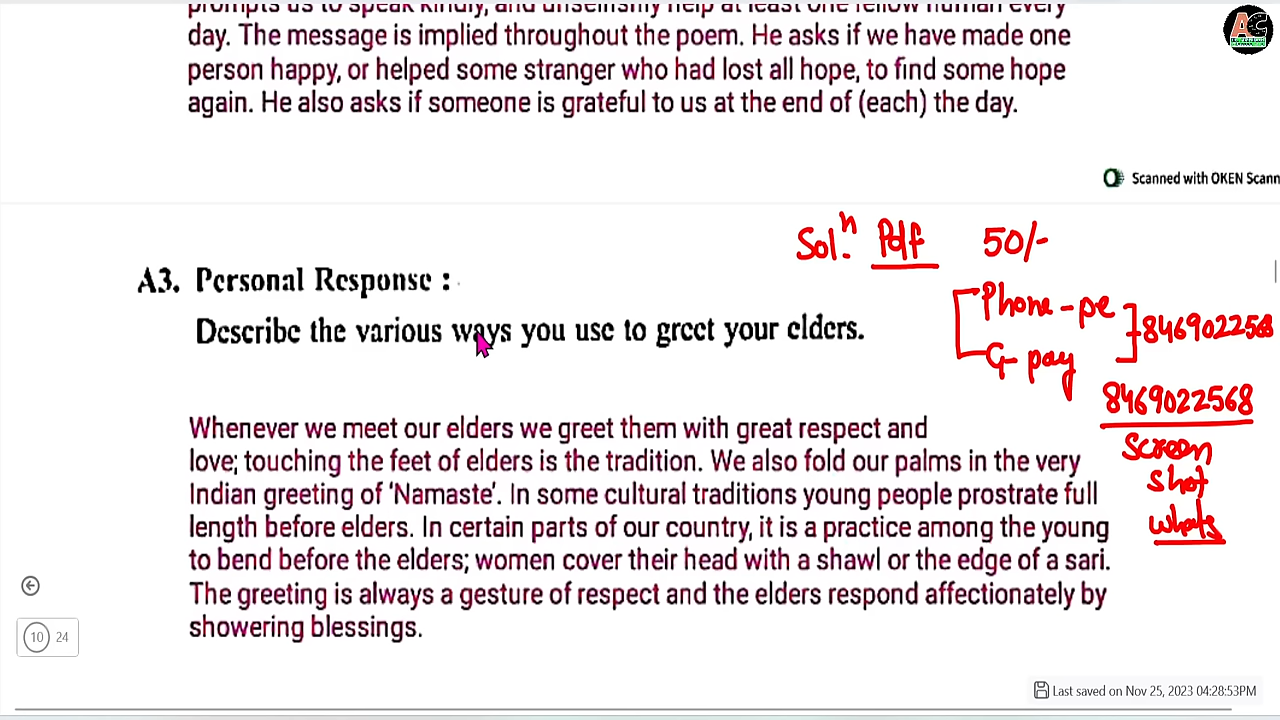 prompts us to speak kindly, and unselfishly help at least one fellow human every
day. The message is implied throughout the poem. He asks if we have made one
person happy, or helped some stranger who had lost all hope, to find some hope
again. He also asks if someone is grateful to us at the end of (each) the day.
AC
Scanned with OKEN Scann
Sol.n Pdf 50/-
A3. Personal Response :
Phone-pe
8469022568
G-pay
Describe the various ways you use to greet your elders.
8469022568
Screen
Shot
whats
Whenever we meet our elders we greet them with great respect and
love; touching the feet of elders is the tradition. We also fold our palms in the very
Indian greeting of 'Namaste'. In some cultural traditions young people prostrate full
length before elders. In certain parts of our country, it is a practice among the young
to bend before the elders; women cover their head with a shawl or the edge of a sari.
The greeting is always a gesture of respect and the elders respond affectionately by
showering blessings.
10 24
Last saved on Nov 25, 2023 04:28:53PM